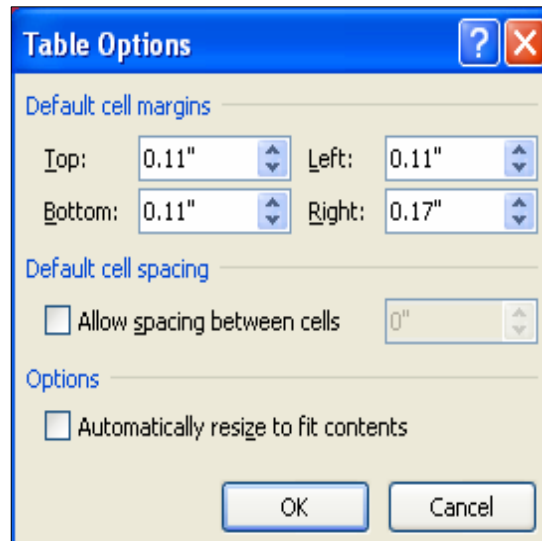 Table Options
Default cell margins
Top: 0.11" Left: 0.11"
Bottom: 0.11" Right: 0.17"
Default cell spacing
Allow spacing between cells 0"
Options
Automatically resize to fit contents
OK Cancel